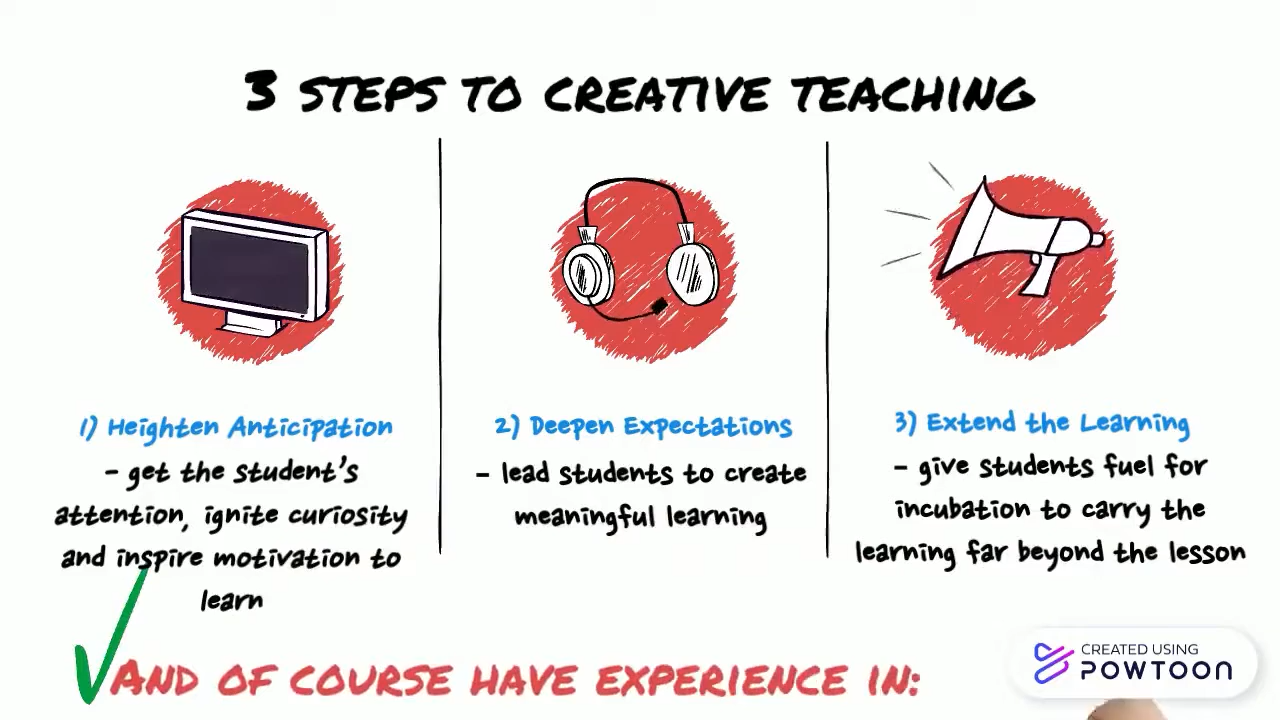 3 STEPS TO CREATIVE TEACHING
1) Heighten Anticipation
- get the student's
attention, ignite curiosity
and inspire motivation to
learn
2) Deepen Expectations
- lead students to create
meaningful learning
3) Extend the Learning
- give students fuel for
incubation to carry the
learning far beyond the lesson
AND OF COURSE HAVE EXPERIENCE IN:
CREATED USING
POWTOON